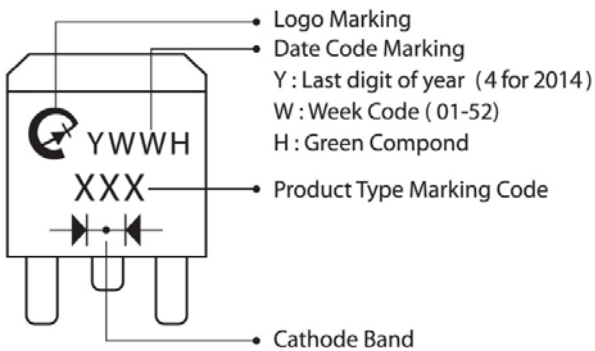 Logo Marking
Date Code Marking
Y : Last digit of year ( 4 for 2014 )
W : Week Code ( 01-52)
H : Green Compond
YWWH
XXX
Product Type Marking Code
Cathode Band